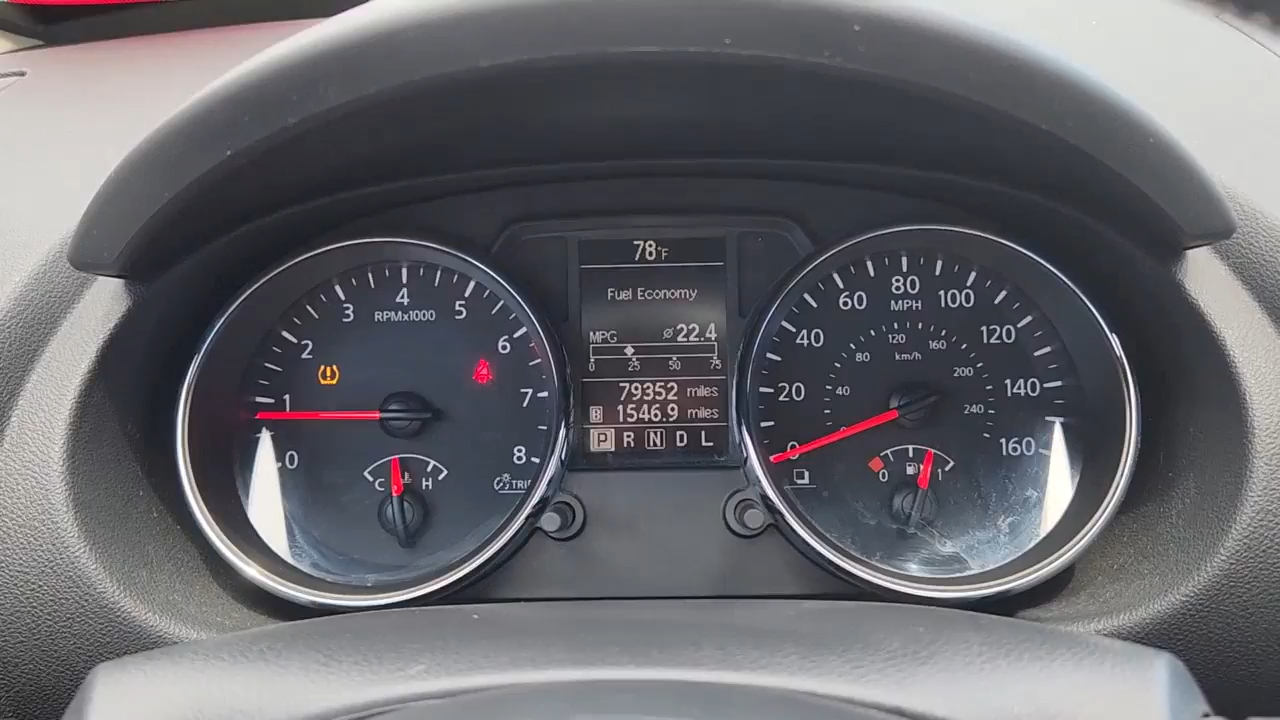 78°F
Fuel Economy
MPG ⌀22.4
0 25 50 75
79352 miles
B 1546.9 miles
P R N D L
0 1 2 3 4 5 6 7 8
RPMx1000
C H
TRIP
0 20 40 60 80 100 120 140 160
MPH
40 80 120 160 200 240
km/h
0 1